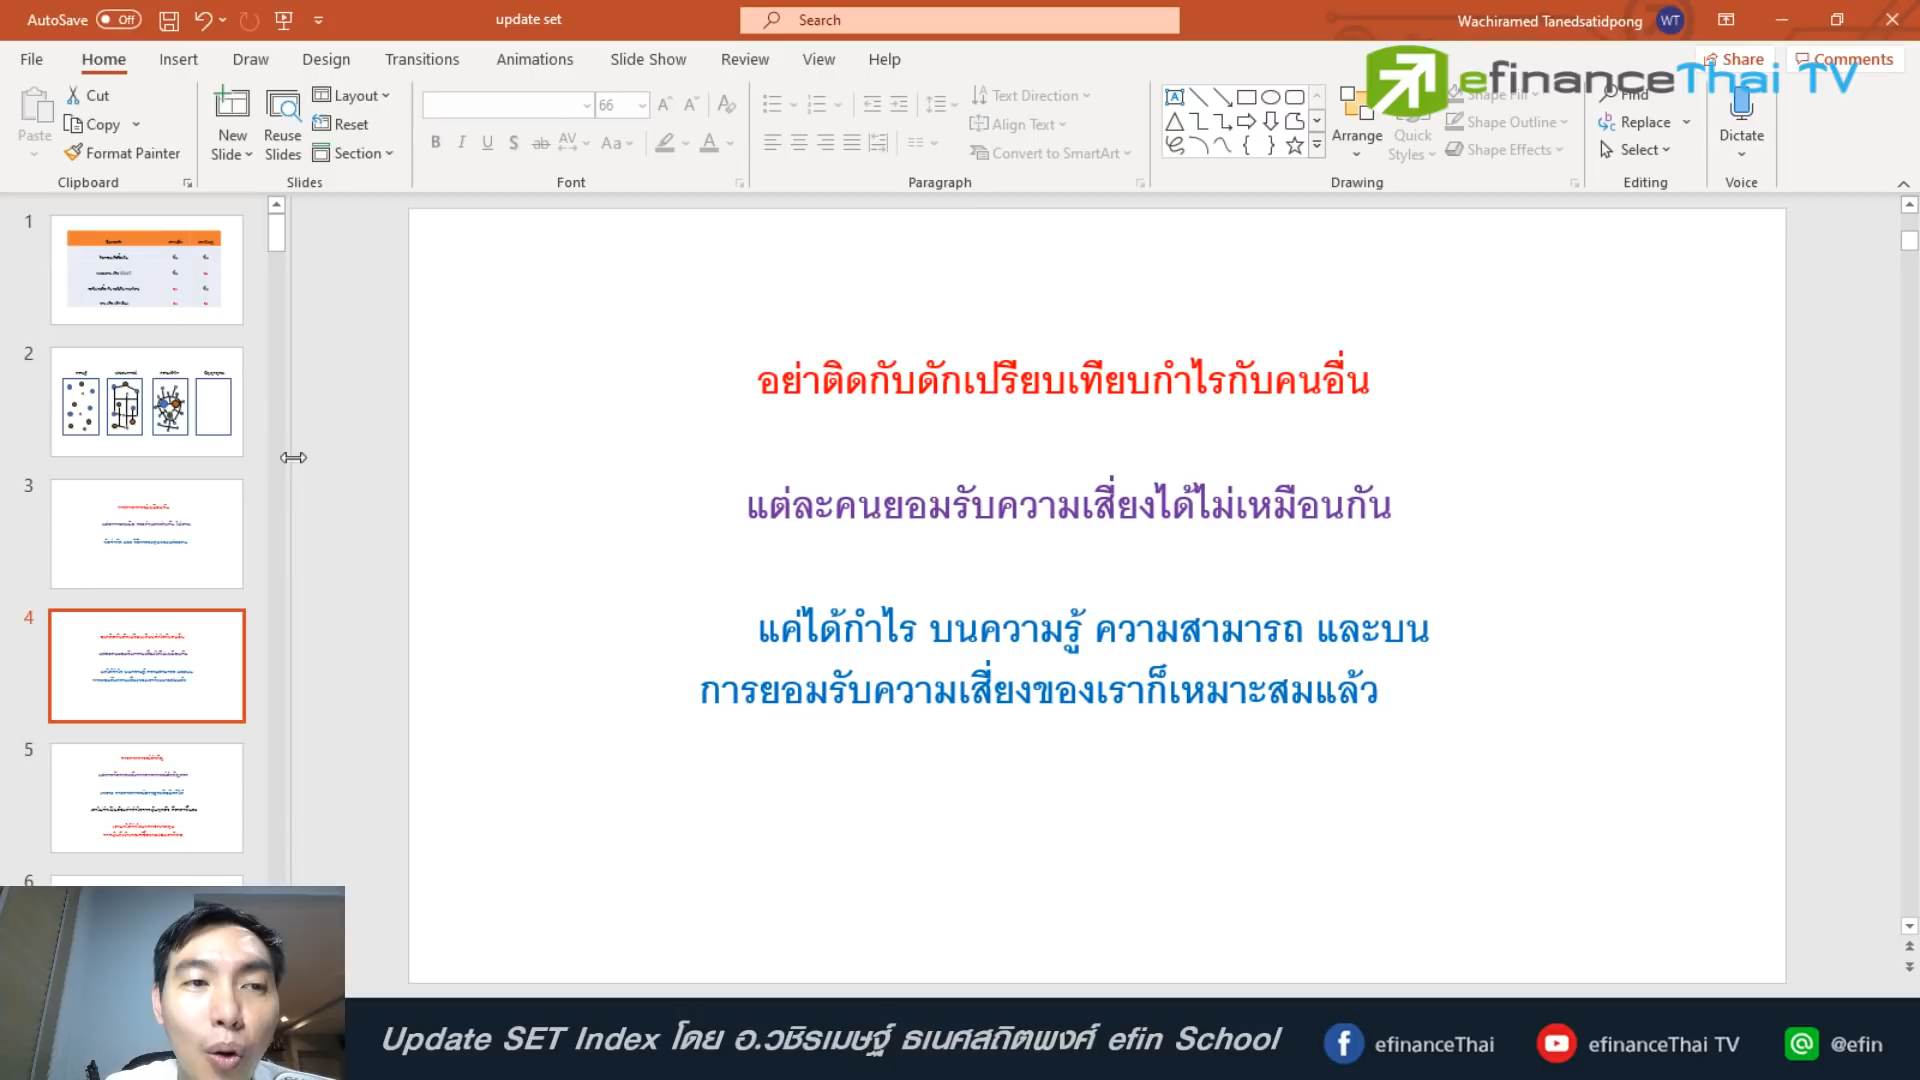 AutoSave Off
update set
Search
Wachiramed Tanedsatidpong WT
File Home Insert Draw Design Transitions Animations Slide Show Review View Help
Share Comments
efinanceThai TV
Paste
Cut
Copy
Format Painter
Clipboard
New Slide
Reuse Slides
Layout
Reset
Section
Slides
66
Font
Text Direction
Align Text
Convert to SmartArt
Paragraph
Arrange
Quick Styles
Shape Fill
Shape Outline
Shape Effects
Drawing
Find
Replace
Select
Editing
Dictate
Voice
1
2
3
4
5
6
อย่าติดกับดักเปรียบเทียบกำไรกับคนอื่น
แต่ละคนยอมรับความเสี่ยงได้ไม่เหมือนกัน
แค่ได้กำไร บนความรู้ ความสามารถ และบน
การยอมรับความเสี่ยงของเราก็เหมาะสมแล้ว
Update SET Index โดย อ.วชิรเมษฐ์ ธเนศสถิตพงศ์ efin School
efinanceThai
efinanceThai TV
@efin